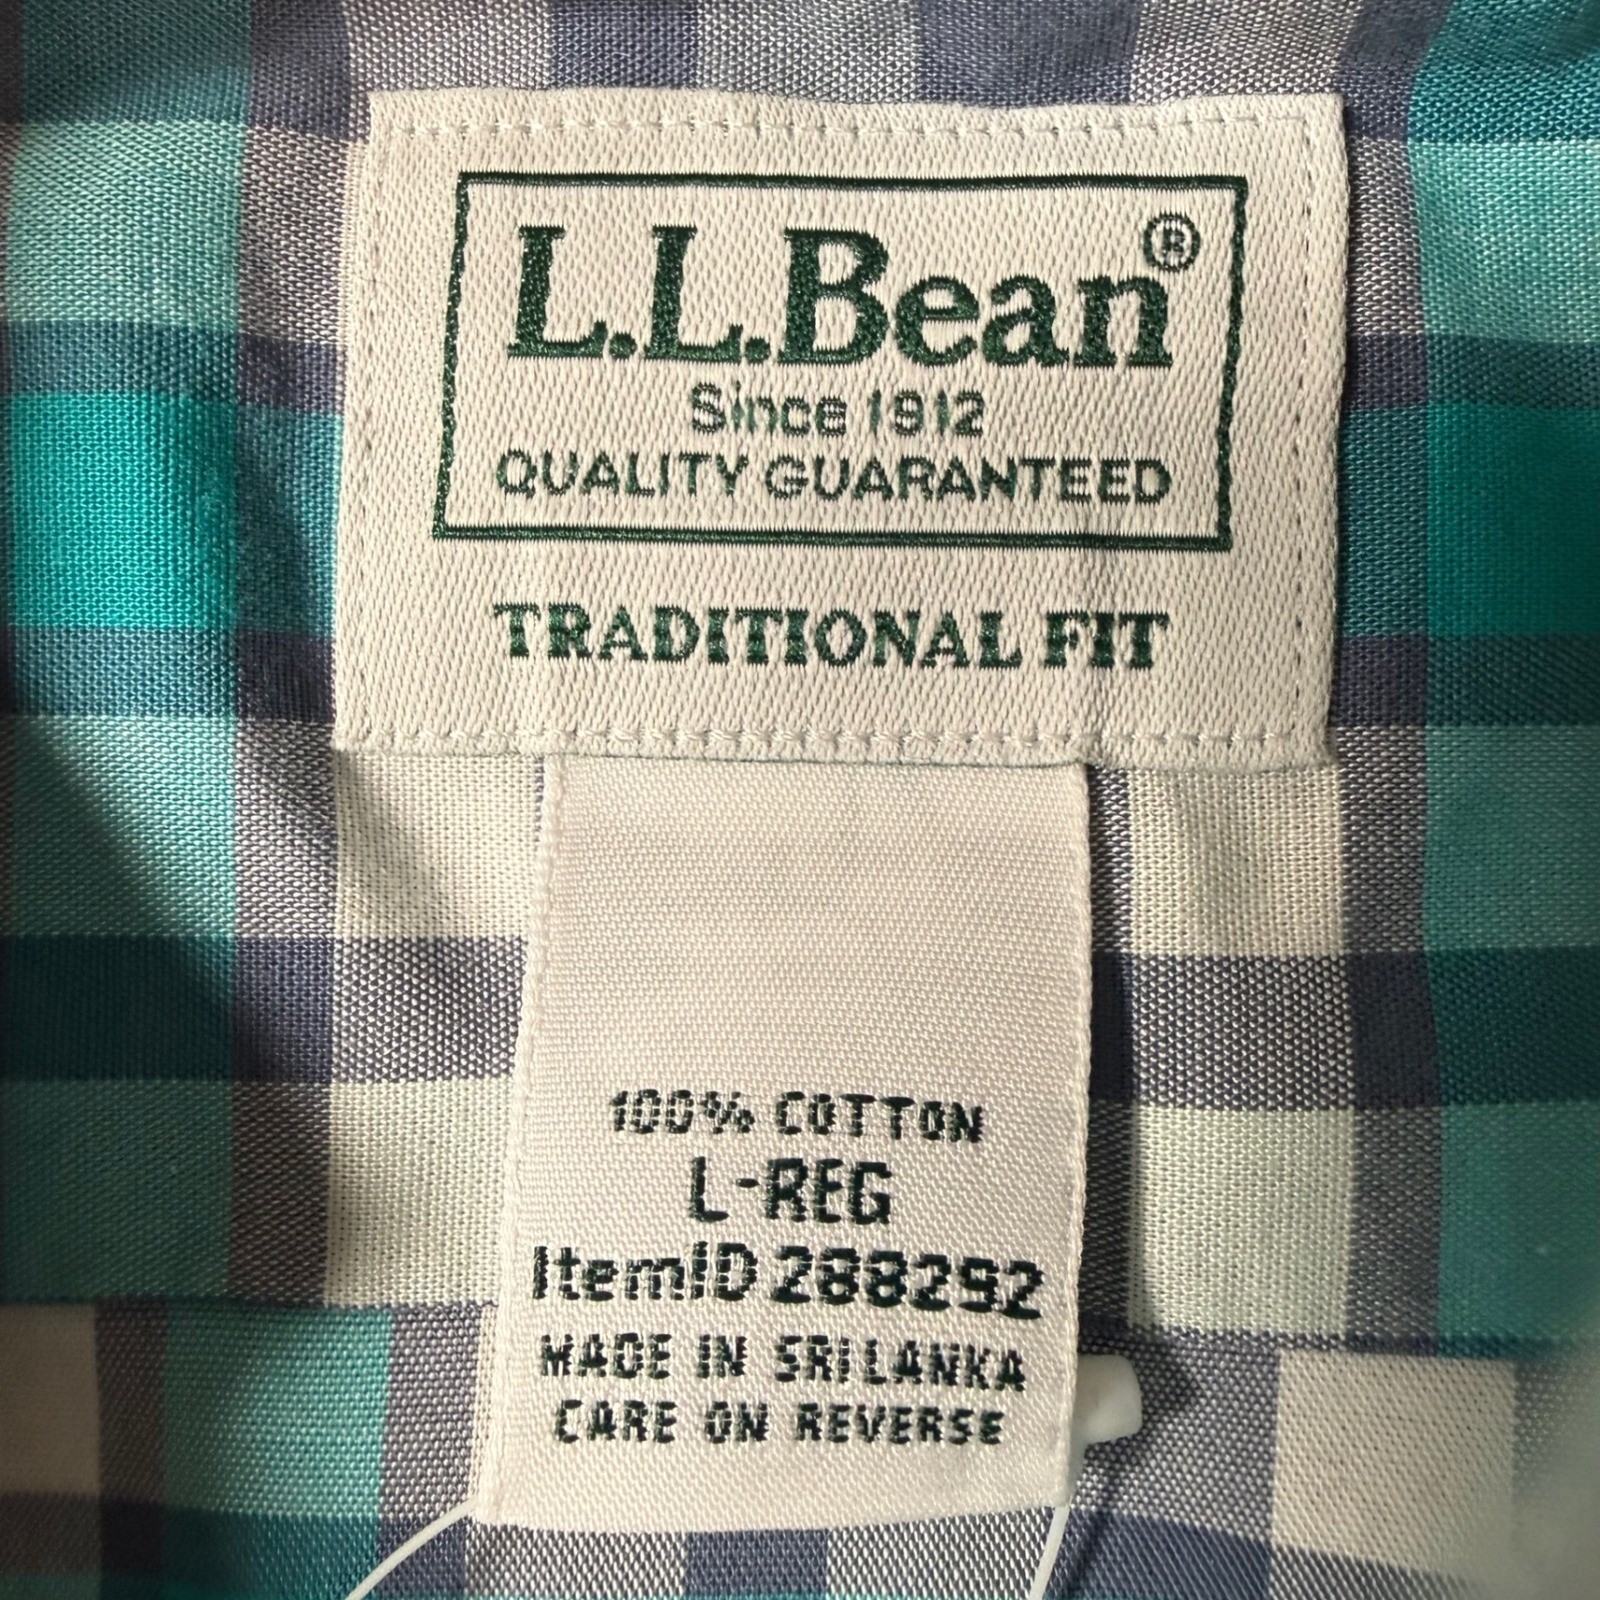 L.L.Bean®
Since 1912
QUALITY GUARANTEED
TRADITIONAL FIT
100% COTTON
L-REG
ItemID 288292
MADE IN SRI LANKA
CARE ON REVERSE